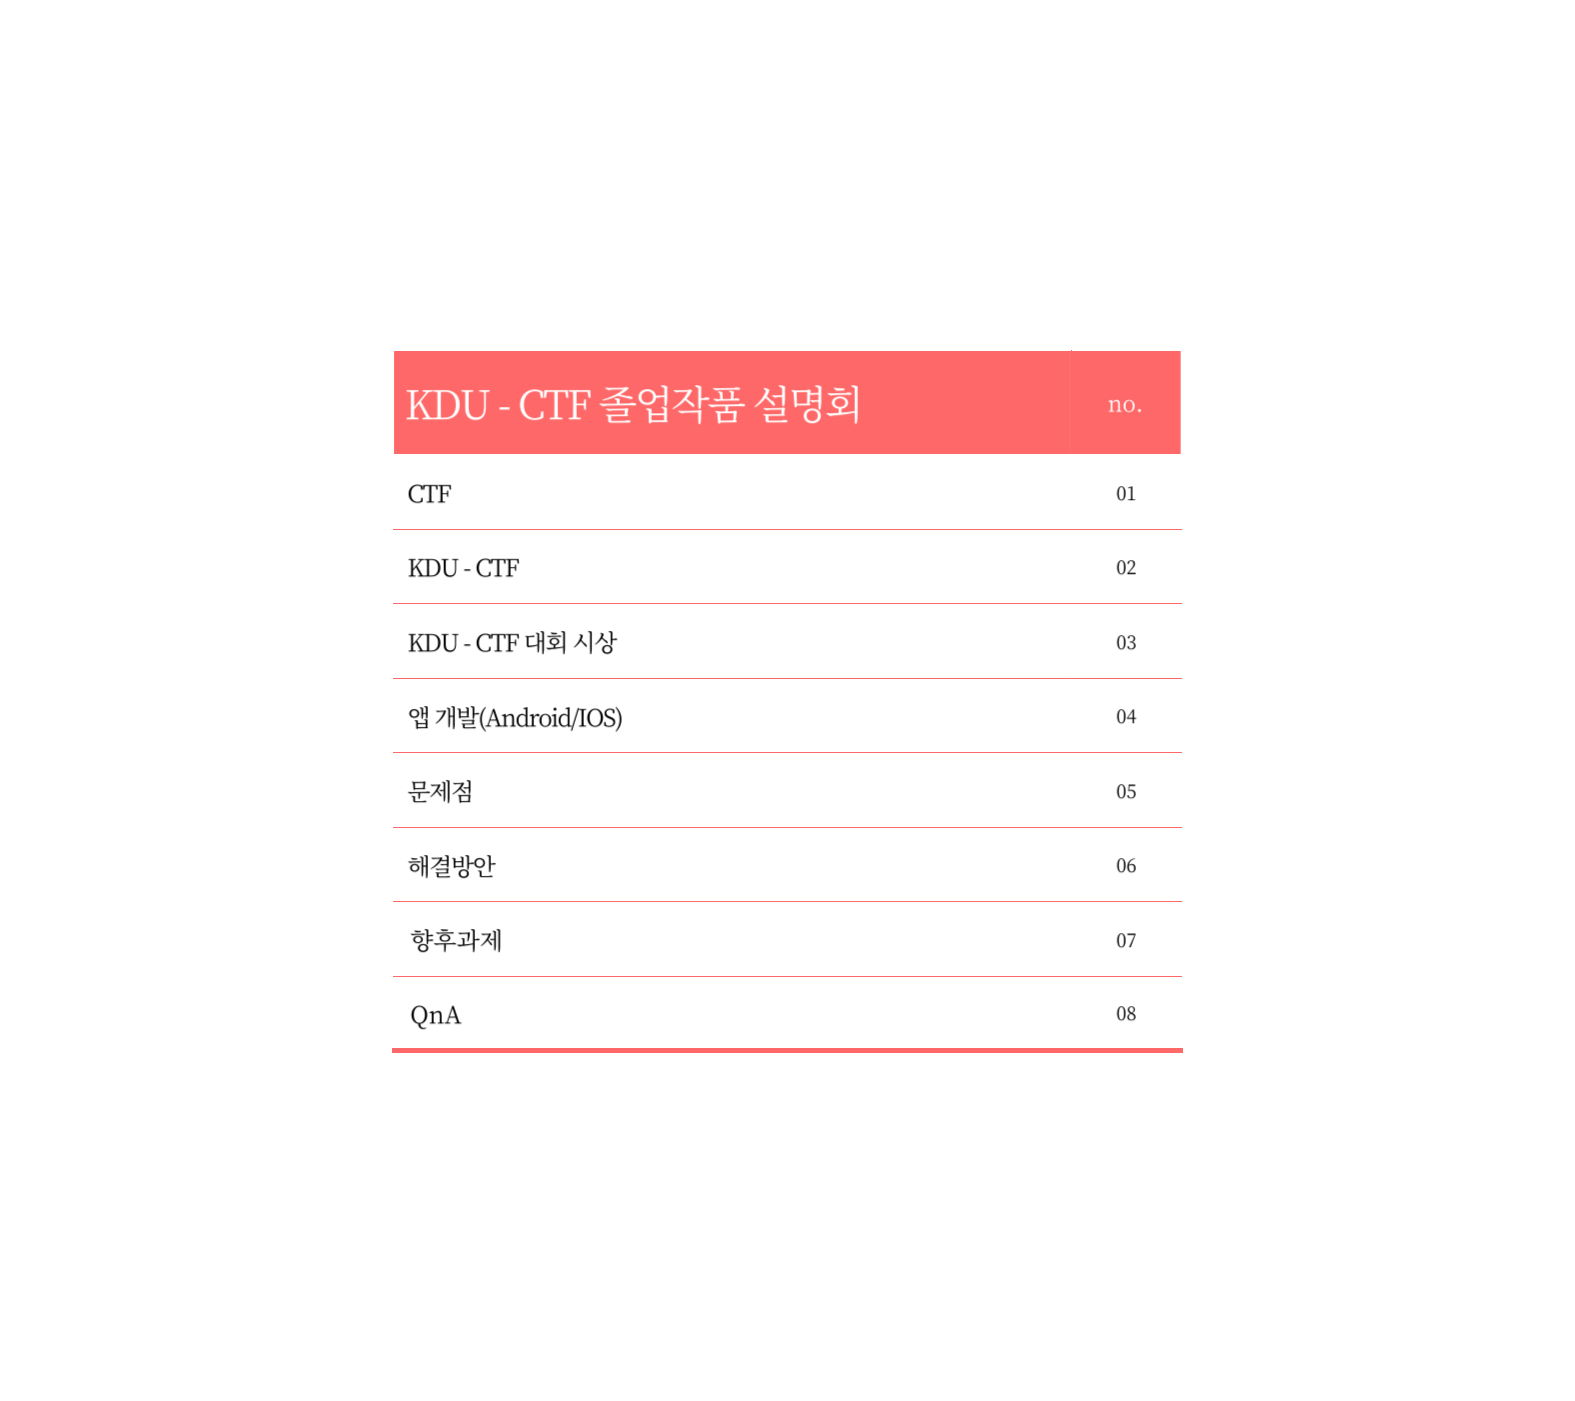 KDU - CTF 졸업작품 설명회 no.
CTF 01
KDU - CTF 02
KDU - CTF 대회 시상 03
앱 개발(Android/IOS) 04
문제점 05
해결방안 06
향후과제 07
QnA 08